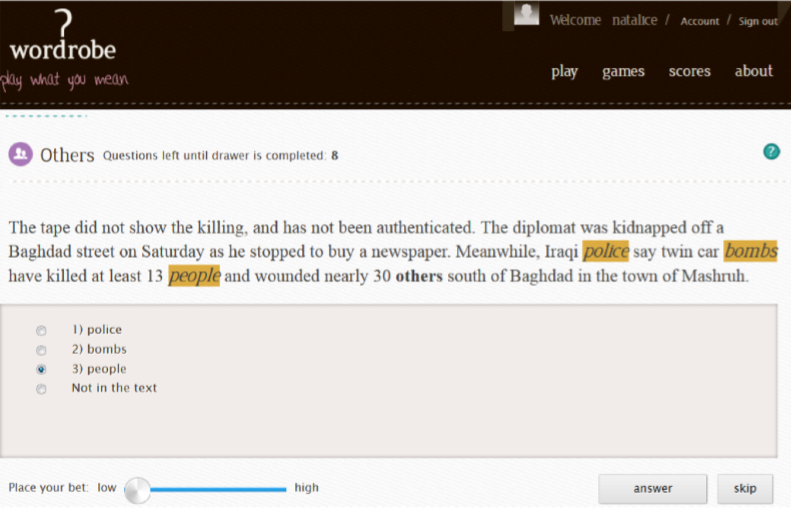 ?
wordrobe
play what you mean
Welcome natalice / Account / Sign out
play games scores about
Others Questions left until drawer is completed: 8
?
The tape did not show the killing, and has not been authenticated. The diplomat was kidnapped off a
Baghdad street on Saturday as he stopped to buy a newspaper. Meanwhile, Iraqi police say twin car bombs
have killed at least 13 people and wounded nearly 30 others south of Baghdad in the town of Mashruh.
1) police
2) bombs
3) people
Not in the text
Place your bet: low high
answer skip